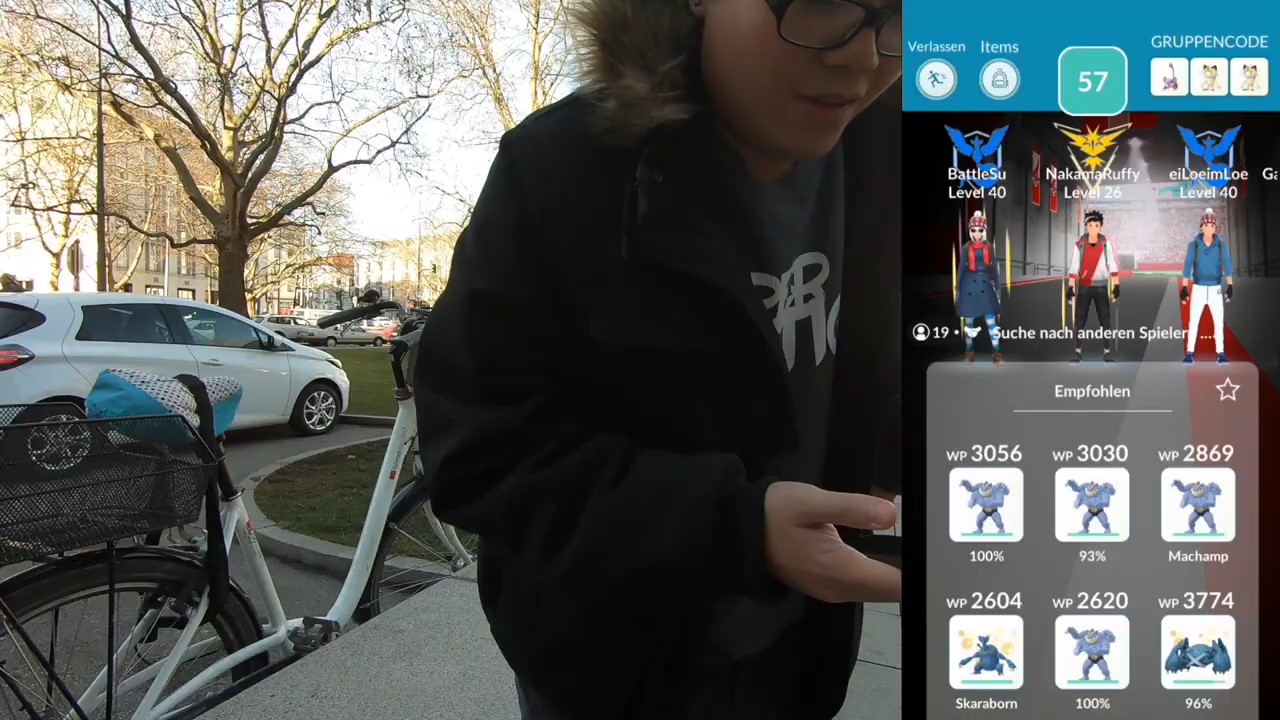 Verlassen
Items
57
GRUPPENCODE
BattleSu
Level 40
NakamaRuffy
Level 26
eiLoeimLoe
Level 40
Ga
19 •
Suche nach anderen Spieler ....
Empfohlen
WP 3056
WP 3030
WP 2869
100%
93%
Machamp
WP 2604
WP 2620
WP 3774
Skaraborn
100%
96%